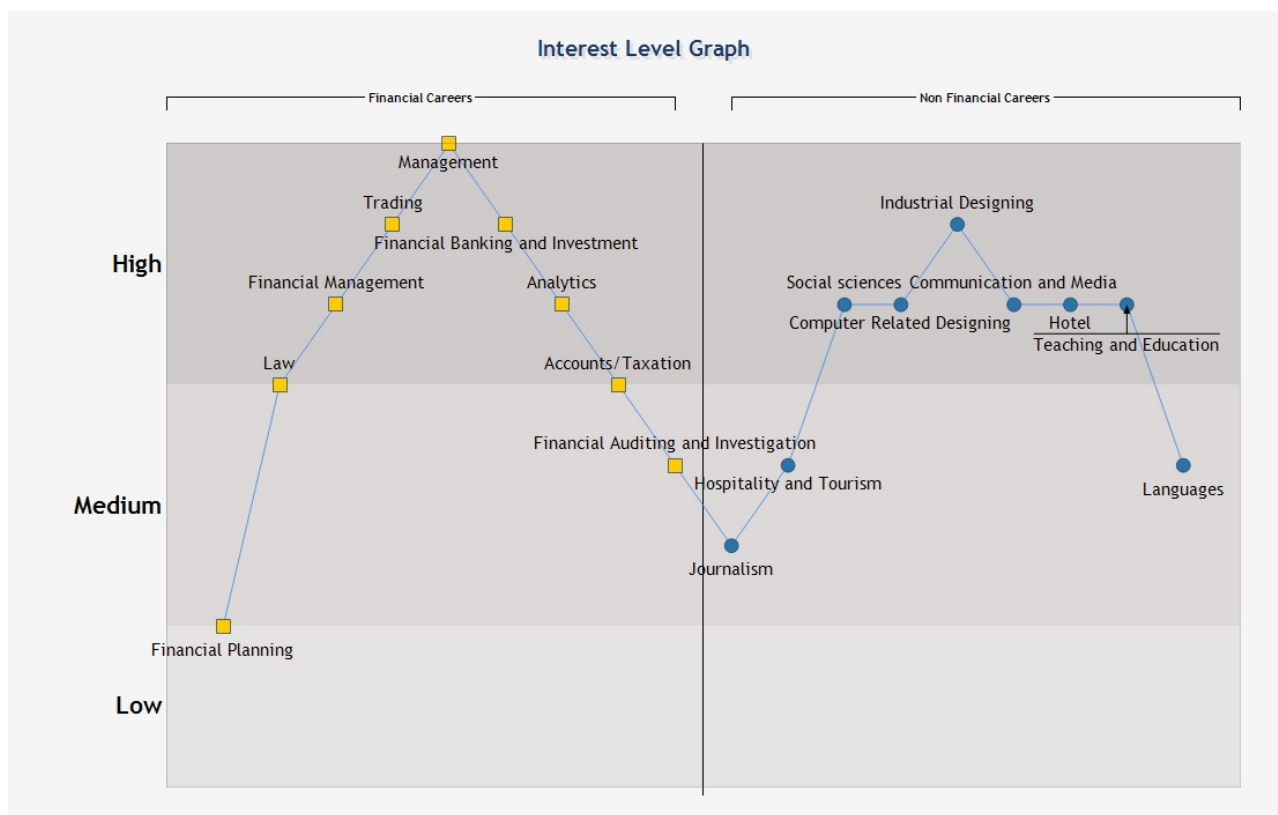 Interest Level Graph
Financial Careers
Non Financial Careers
Management
Trading
Industrial Designing
Financial Banking and Investment
High
Financial Management
Analytics
Social sciences
Communication and Media
Computer Related Designing
Hotel
Teaching and Education
Law
Accounts/Taxation
Financial Auditing and Investigation
Hospitality and Tourism
Languages
Medium
Journalism
Financial Planning
Low